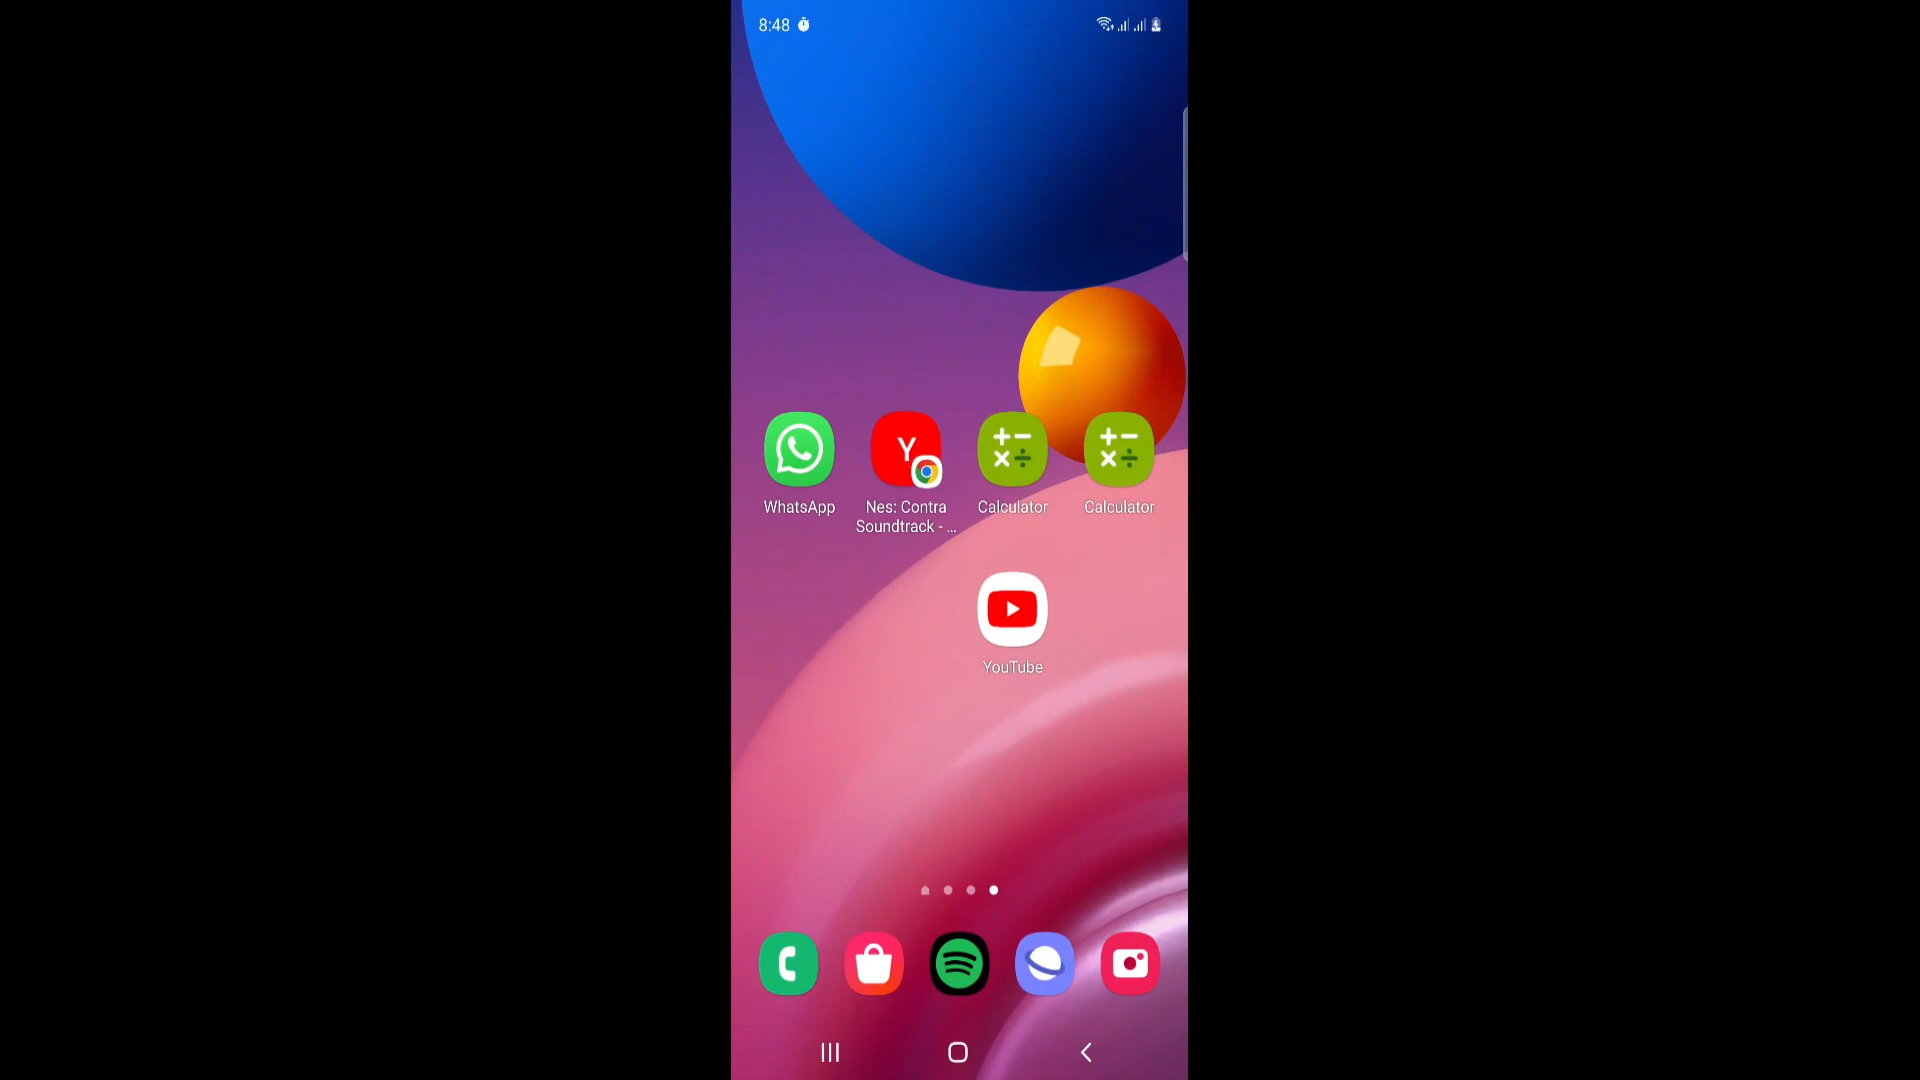 8:48
WhatsApp
Y
Nes: Contra
Soundtrack - ...
Calculator
Calculator
YouTube